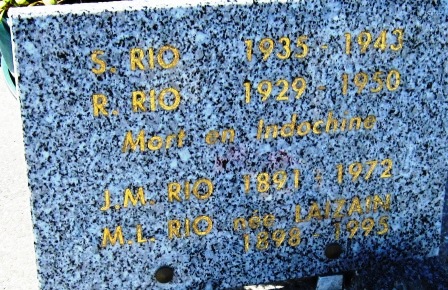 S. RIO 1935 - 1943
R. RIO 1929 - 1950
Mort en Indochine
J.M. RIO 1891 - 1972
M.L. RIO née LAIZAIN
1898 - 1995